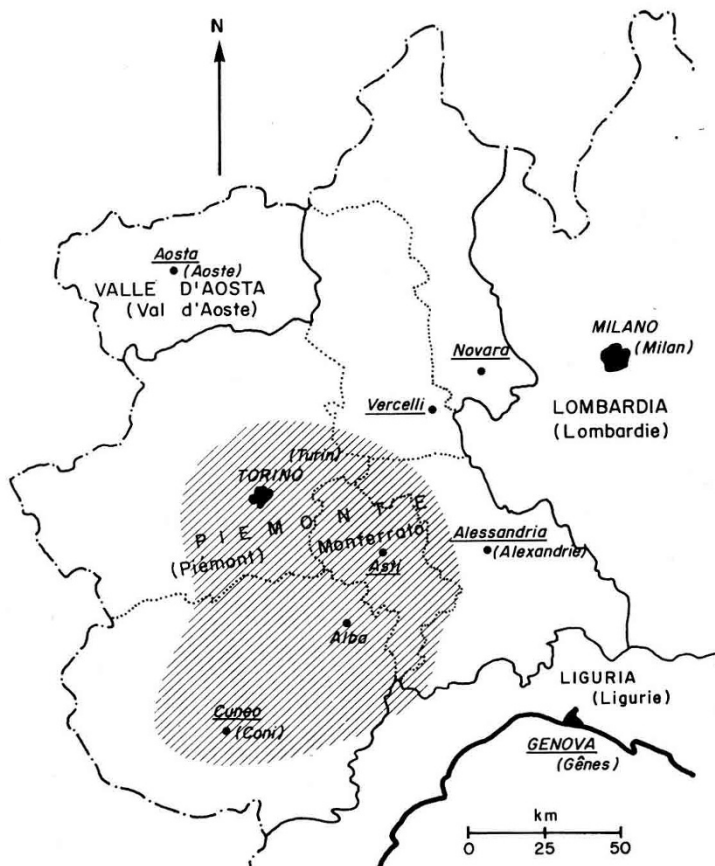 N
Aosta
(Aoste)
VALLE D'AOSTA
(Val d'Aoste)
MILANO
(Milan)
Novara
Vercelli
LOMBARDIA
(Lombardie)
(Turin)
TORINO
PIEMONTE
(Piémont)
Monferrato
Alessandria
(Alexandrie)
Asti
Alba
LIGURIA
(Ligurie)
Cuneo
(Coni)
GENOVA
(Gênes)
km
0 25 50